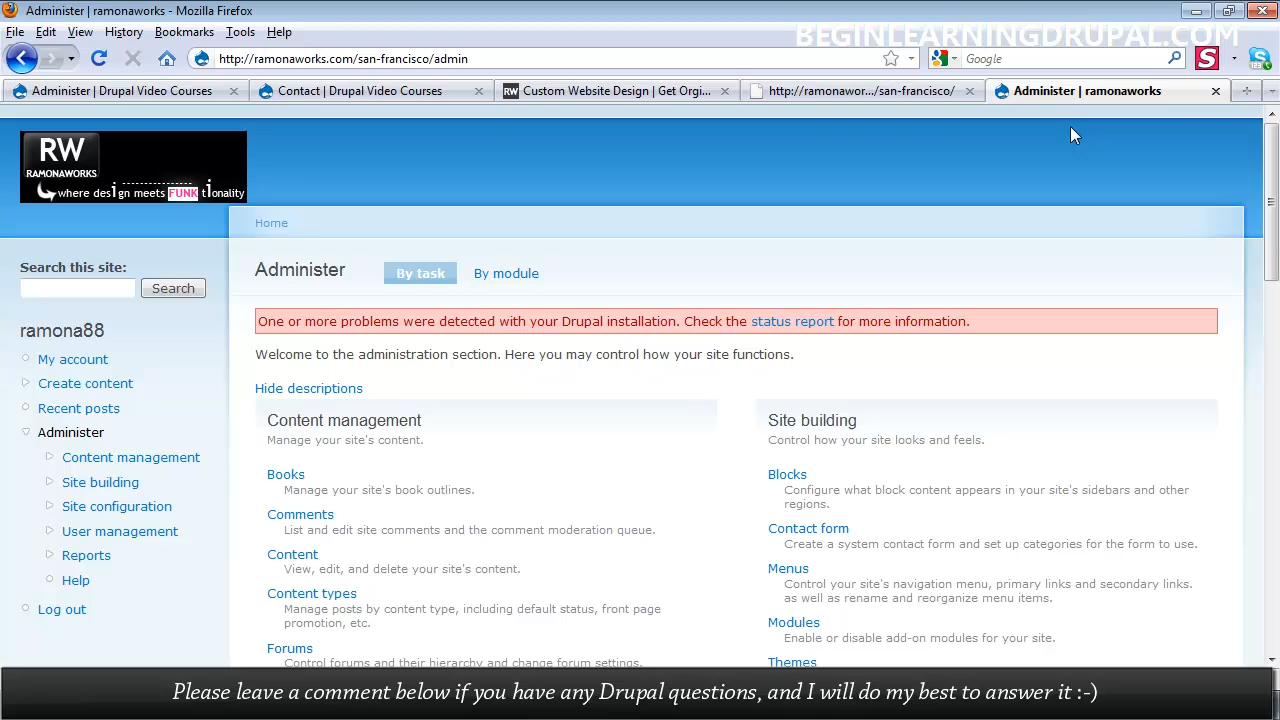 Administer | ramonaworks - Mozilla Firefox
File Edit View History Bookmarks Tools Help
BEGINLEARNINGDRUPAL.COM
http://ramonaworks.com/san-francisco/admin
Google
S
Administer | Drupal Video Courses
Contact | Drupal Video Courses
RW Custom Website Design | Get Orgi...
http://ramonawor.../san-francisco/
Administer | ramonaworks
RW
RAMONAWORKS
where design meets FUNKtionality
Home
Search this site:
Search
Administer By task By module
One or more problems were detected with your Drupal installation. Check the status report for more information.
Welcome to the administration section. Here you may control how your site functions.
Hide descriptions
ramona88
My account
Create content
Recent posts
Administer
Content management
Site building
Site configuration
User management
Reports
Help
Log out
Content management
Manage your site's content.
Books
Manage your site's book outlines.
Comments
List and edit site comments and the comment moderation queue.
Content
View, edit, and delete your site's content.
Content types
Manage posts by content type, including default status, front page
promotion, etc.
Forums
Control forums and their hierarchy and change forum settings.
Site building
Control how your site looks and feels.
Blocks
Configure what block content appears in your site's sidebars and other
regions.
Contact form
Create a system contact form and set up categories for the form to use.
Menus
Control your site's navigation menu, primary links and secondary links.
as well as rename and reorganize menu items.
Modules
Enable or disable add-on modules for your site.
Themes
Please leave a comment below if you have any Drupal questions, and I will do my best to answer it :-)